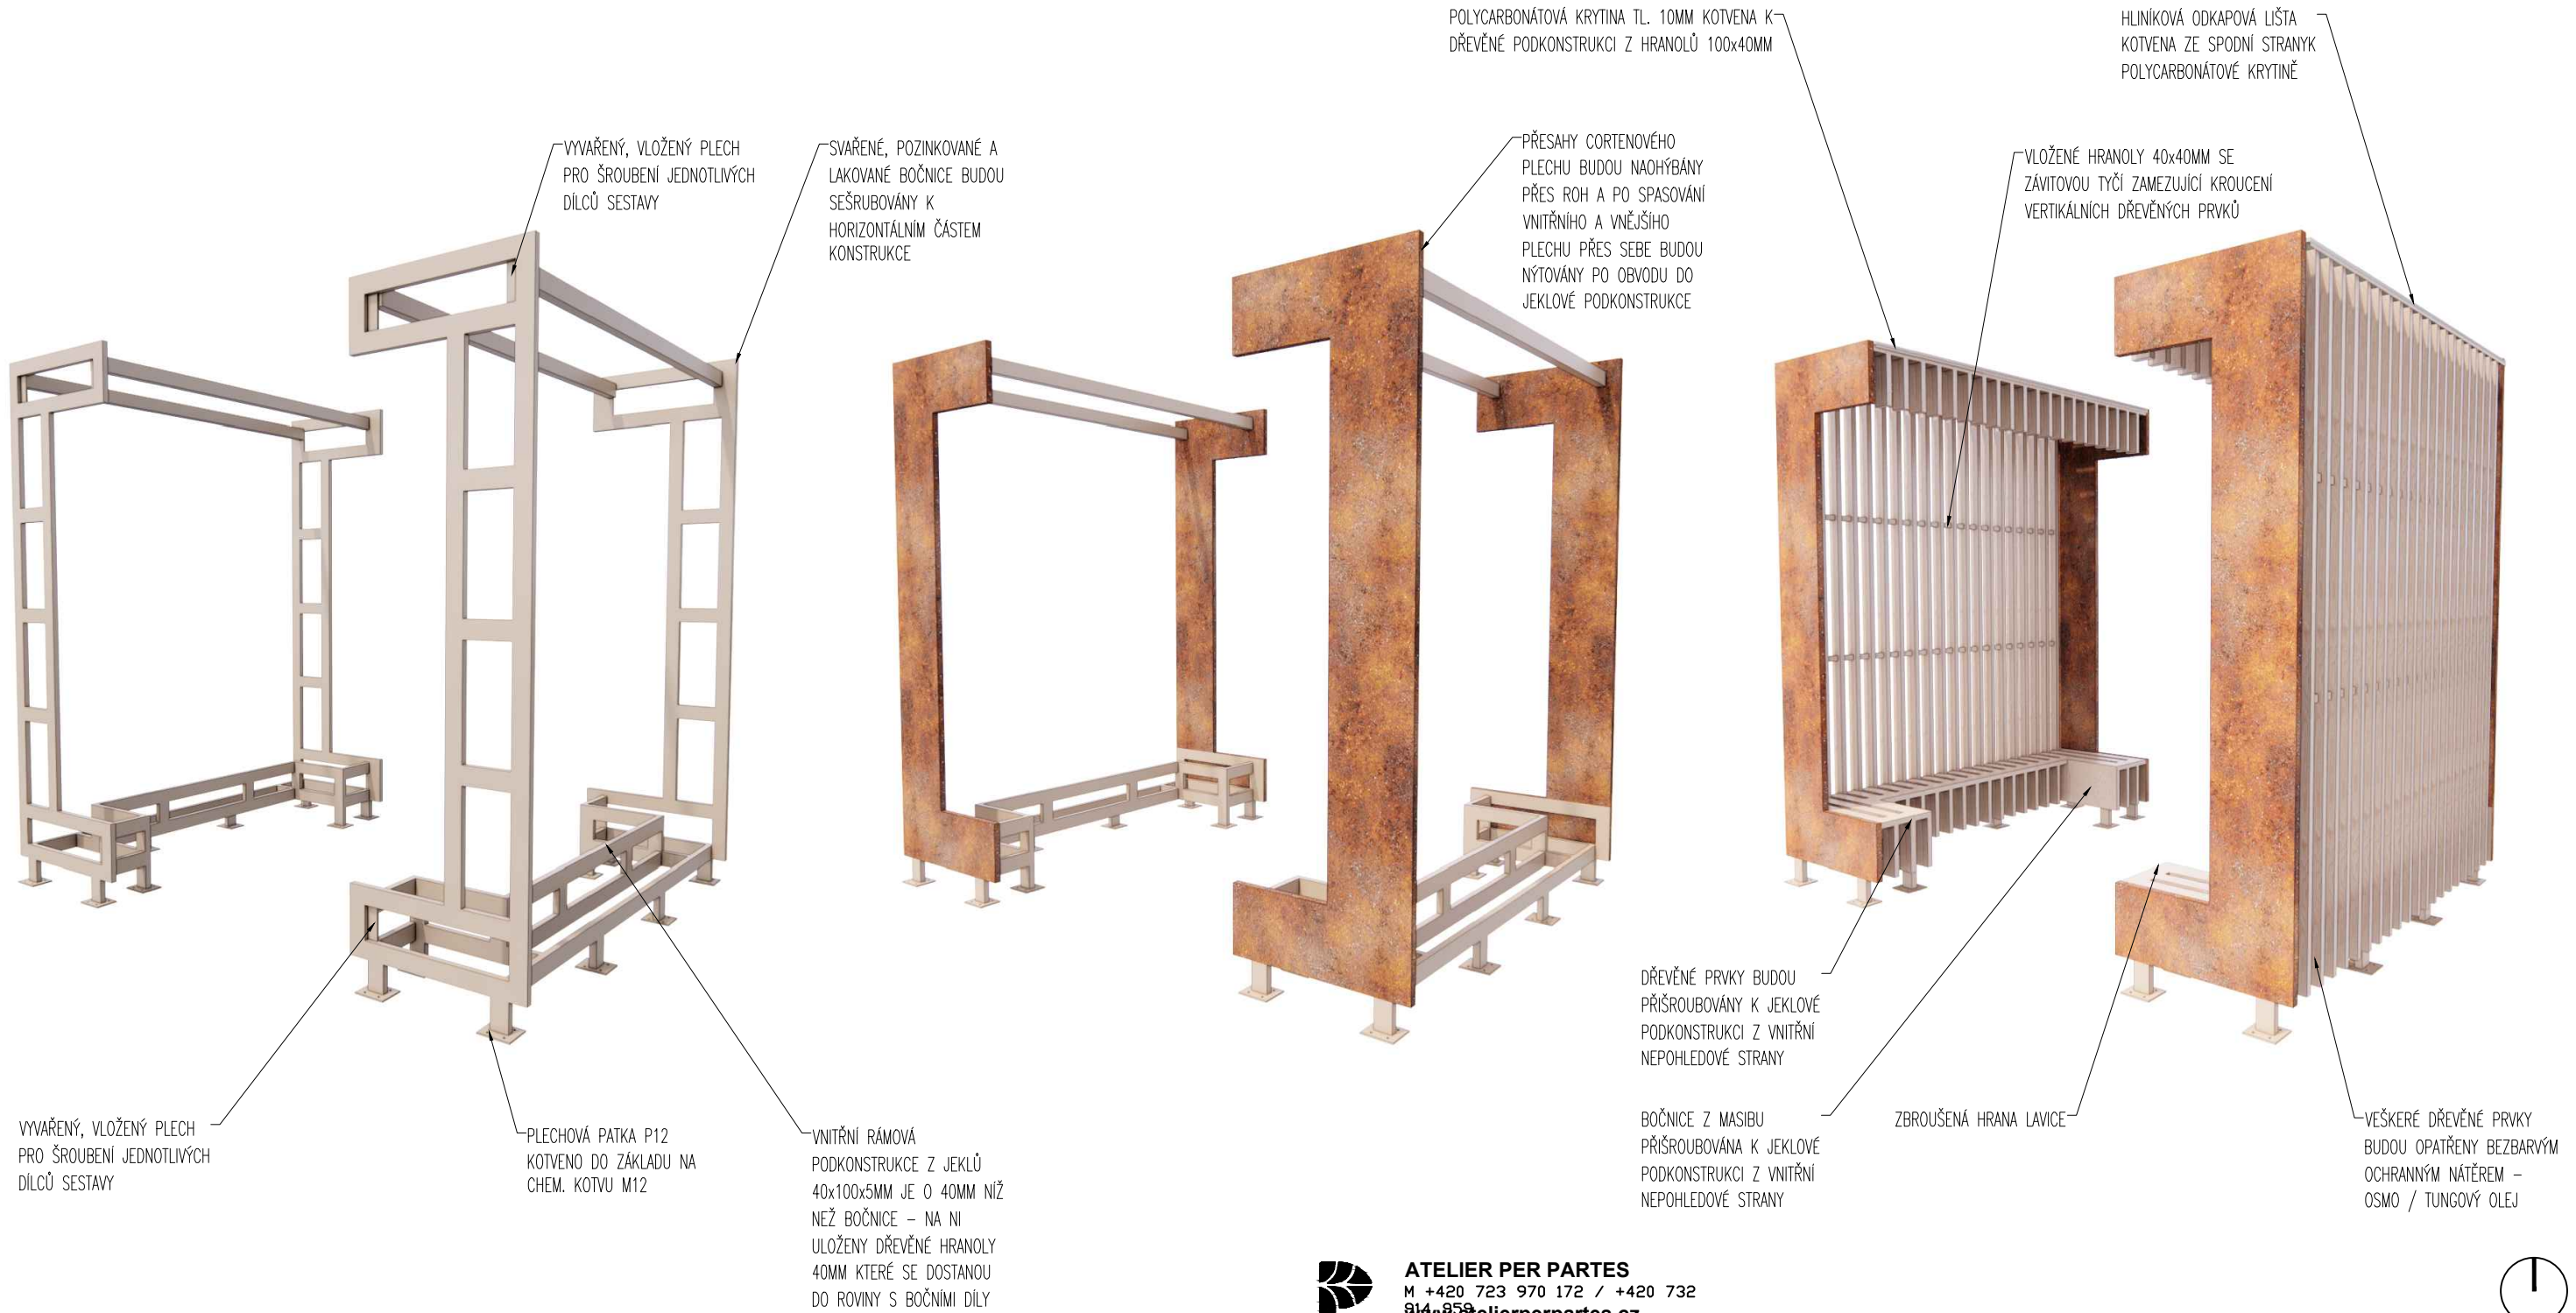 POLYCARBONÁTOVÁ KRYTINA TL. 10MM KOTVENA K
DŘEVĚNÉ PODKONSTRUKCI Z HRANOLŮ 100x40MM
HLINÍKOVÁ ODKAPOVÁ LIŠTA
KOTVENA ZE SPODNÍ STRANYK
POLYCARBONÁTOVÉ KRYTINĚ
VYVAŘENÝ, VLOŽENÝ PLECH
PRO ŠROUBENÍ JEDNOTLIVÝCH
DÍLCŮ SESTAVY
SVAŘENÉ, POZINKOVANÉ A
LAKOVANÉ BOČNICE BUDOU
SEŠRUBOVÁNY K
HORIZONTÁLNÍM ČÁSTEM
KONSTRUKCE
PŘESAHY CORTENOVÉHO
PLECHU BUDOU NAOHÝBÁNY
PŘES ROH A PO SPASOVÁNÍ
VNITŘNÍHO A VNĚJŠÍHO
PLECHU PŘES SEBE BUDOU
NÝTOVÁNY PO OBVODU DO
JEKLOVÉ PODKONSTRUKCE
VLOŽENÉ HRANOLY 40x40MM SE
ZÁVITOVOU TYČÍ ZAMEZUJÍCÍ KROUCENÍ
VERTIKÁLNÍCH DŘEVĚNÝCH PRVKŮ
VYVAŘENÝ, VLOŽENÝ PLECH
PRO ŠROUBENÍ JEDNOTLIVÝCH
DÍLCŮ SESTAVY
PLECHOVÁ PATKA P12
KOTVENO DO ZÁKLADU NA
CHEM. KOTVU M12
VNITŘNÍ RÁMOVÁ
PODKONSTRUKCE Z JEKLŮ
40x100x5MM JE O 40MM NÍŽ
NEŽ BOČNICE – NA NI
ULOŽENY DŘEVĚNÉ HRANOLY
40MM KTERÉ SE DOSTANOU
DO ROVINY S BOČNÍMI DÍLY
DŘEVĚNÉ PRVKY BUDOU
PŘIŠROUBOVÁNY K JEKLOVÉ
PODKONSTRUKCI Z VNITŘNÍ
NEPOHLEDOVÉ STRANY
BOČNICE Z MASIBU
PŘIŠROUBOVÁNA K JEKLOVÉ
PODKONSTRUKCI Z VNITŘNÍ
NEPOHLEDOVÉ STRANY
ZBROUŠENÁ HRANA LAVICE
VEŠKERÉ DŘEVĚNÉ PRVKY
BUDOU OPATŘENY BEZBARVÝM
OCHRANNÝM NÁTĚREM –
OSMO / TUNGOVÝ OLEJ
ATELIER PER PARTES
M +420 723 970 172 / +420 732
914 959
www.atelierperpartes.cz